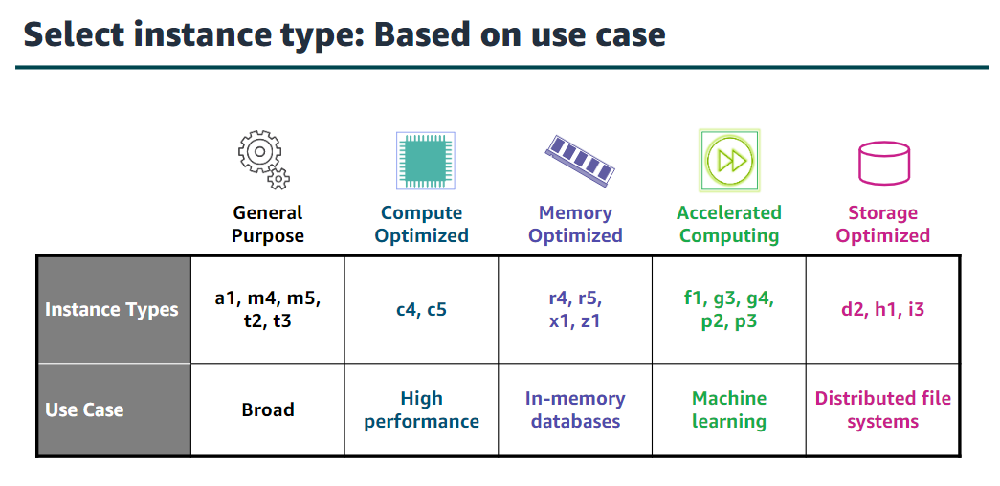 Select instance type: Based on use case
General
Purpose
Compute
Optimized
Memory
Optimized
Accelerated
Computing
Storage
Optimized
Instance Types
a1, m4, m5,
t2, t3
c4, c5
r4, r5,
x1, z1
f1, g3, g4,
p2, p3
d2, h1, i3
Use Case
Broad
High
performance
In-memory
databases
Machine
learning
Distributed file
systems